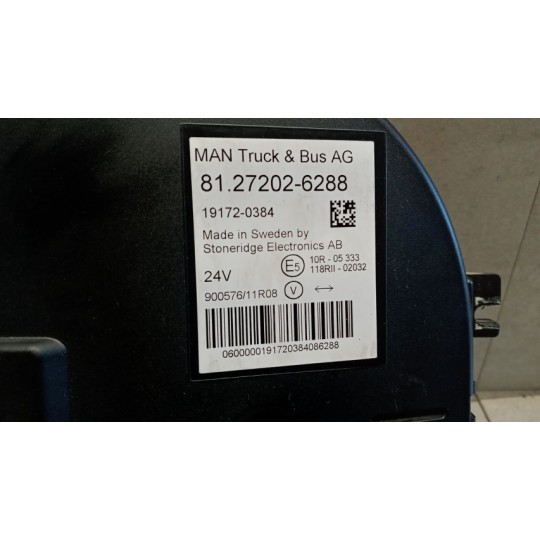 MAN Truck & Bus AG
81.27202-6288
19172-0384
Made in Sweden by
Stoneridge Electronics AB
24V
E5
10R - 05 333
118RII - 02032
900576/11R08
V
↔
0600000191720384086288